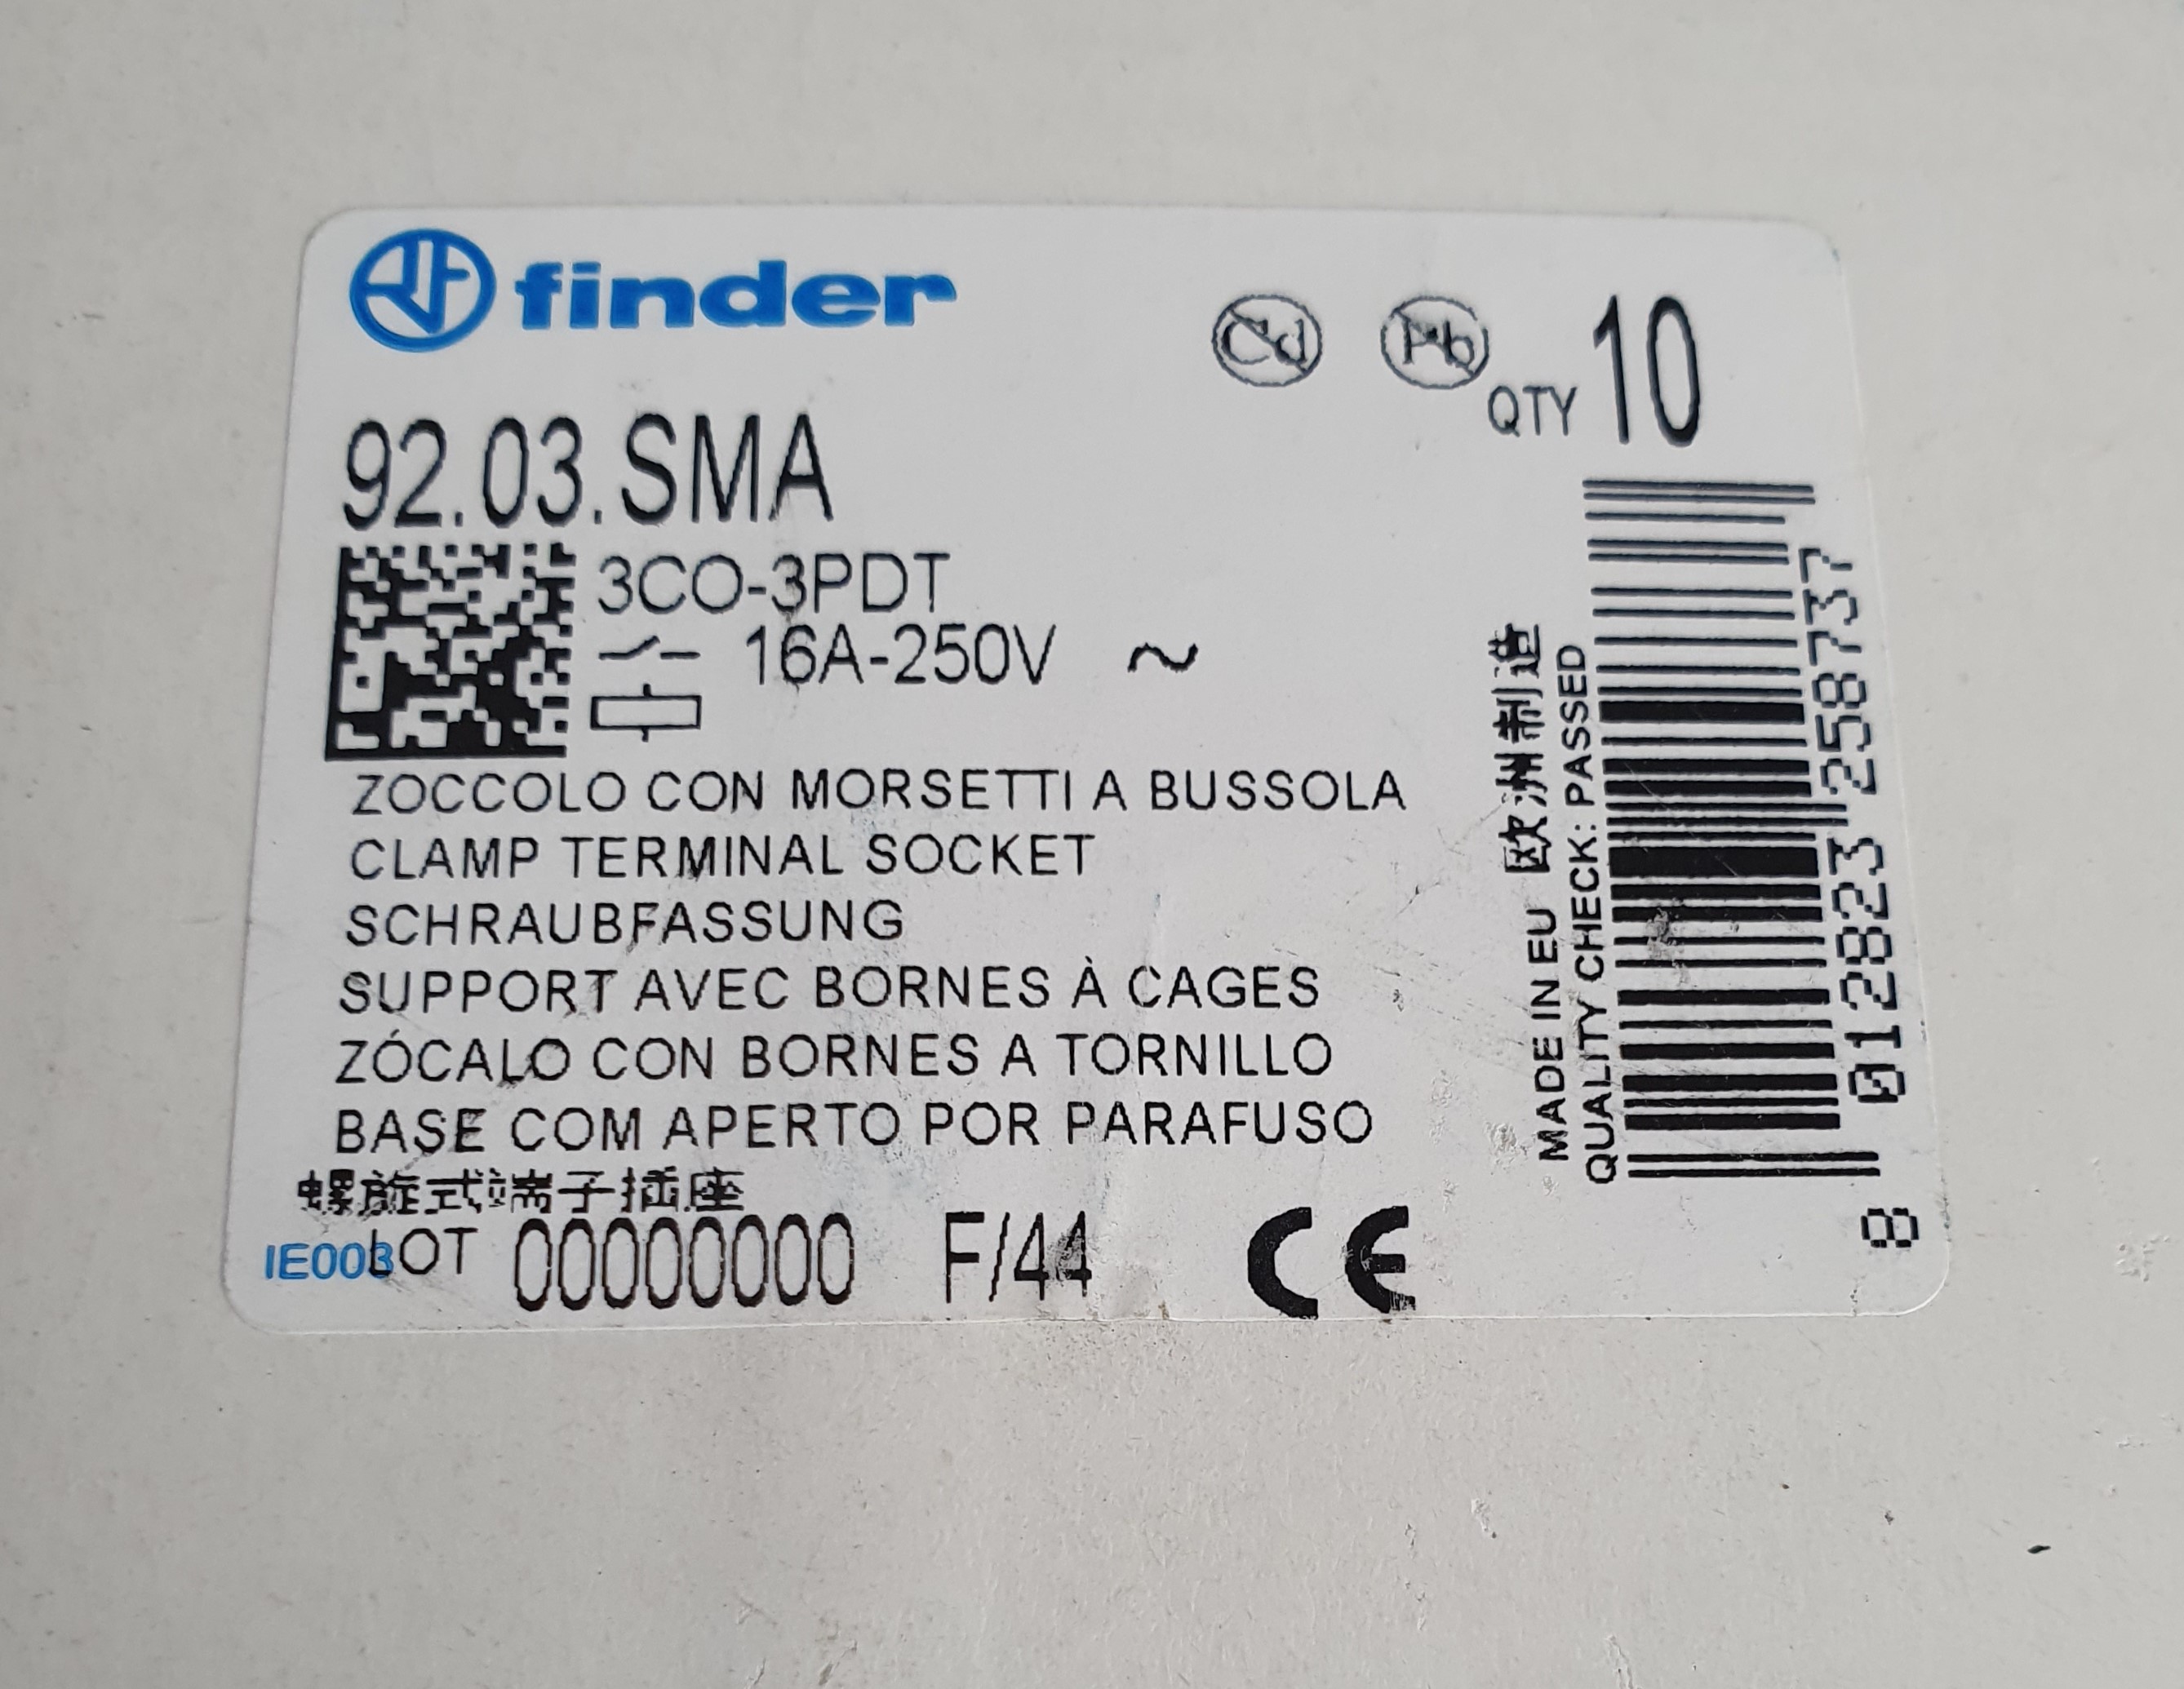 finder
Cd Pb
QTY 10
92.03.SMA
3CO-3PDT
16A-250V ~
ZOCCOLO CON MORSETTI A BUSSOLA
CLAMP TERMINAL SOCKET
SCHRAUBFASSUNG
SUPPORT AVEC BORNES À CAGES
ZÓCALO CON BORNES A TORNILLO
BASE COM APERTO POR PARAFUSO
螺旋式端子插座
IE003
LOT 00000000 F/44 CE
MADE IN EU 欧洲制造
QUALITY CHECK: PASSED
8 012823 258737